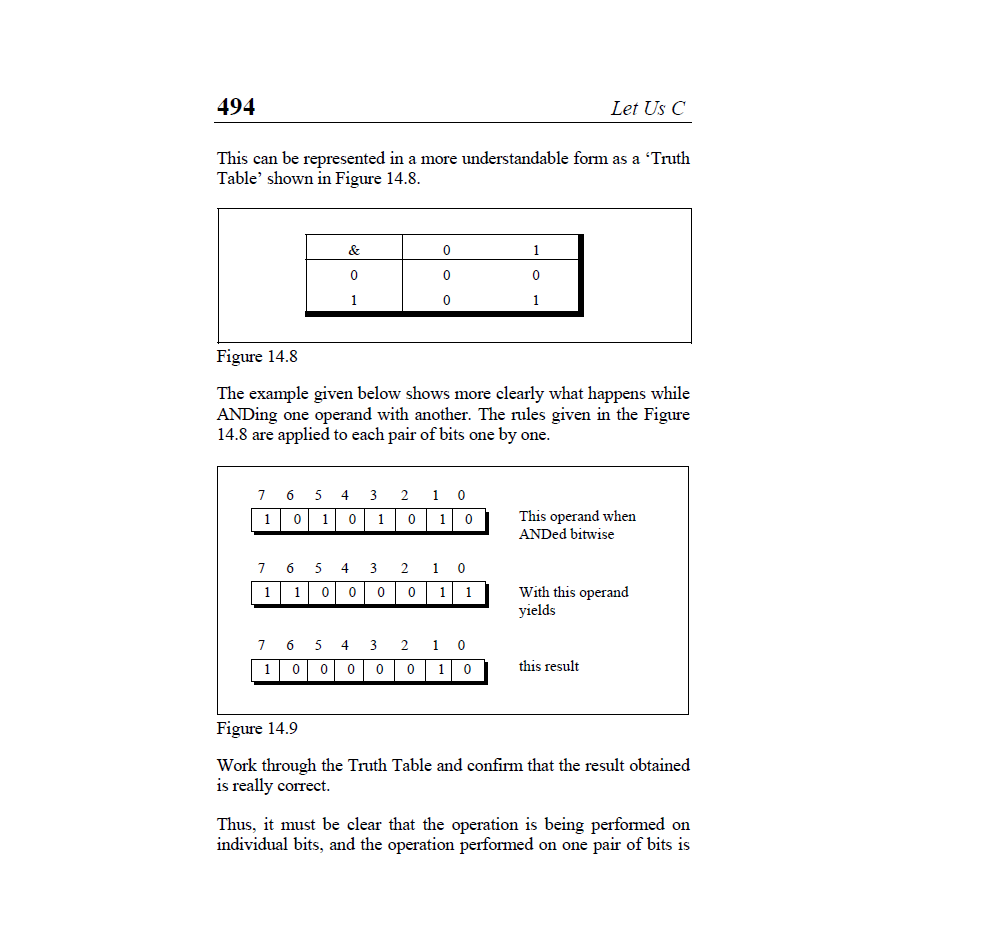 494 Let Us C
This can be represented in a more understandable form as a ‘Truth
Table’ shown in Figure 14.8.
& 0 1
0 0 0
1 0 1
Figure 14.8
The example given below shows more clearly what happens while
ANDing one operand with another. The rules given in the Figure
14.8 are applied to each pair of bits one by one.
7 6 5 4 3 2 1 0
1 0 1 0 1 0 1 0
This operand when
ANDed bitwise
7 6 5 4 3 2 1 0
1 1 0 0 0 0 1 1
With this operand
yields
7 6 5 4 3 2 1 0
1 0 0 0 0 0 1 0
this result
Figure 14.9
Work through the Truth Table and confirm that the result obtained
is really correct.
Thus, it must be clear that the operation is being performed on
individual bits, and the operation performed on one pair of bits is